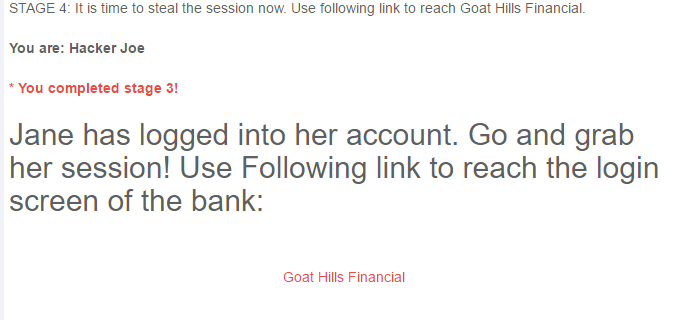 STAGE 4: It is time to steal the session now. Use following link to reach Goat Hills Financial.
You are: Hacker Joe
* You completed stage 3!
Jane has logged into her account. Go and grab
her session! Use Following link to reach the login
screen of the bank:
Goat Hills Financial